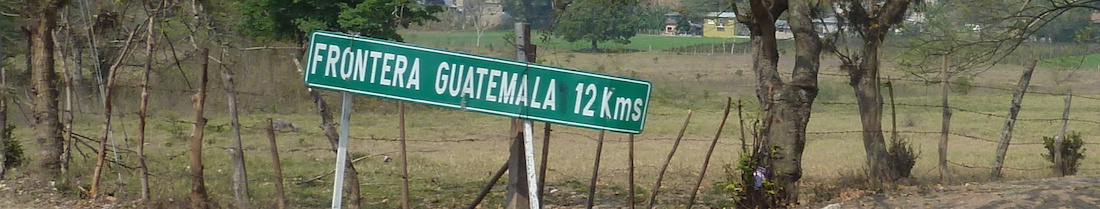 FRONTERA GUATEMALA 12 Kms